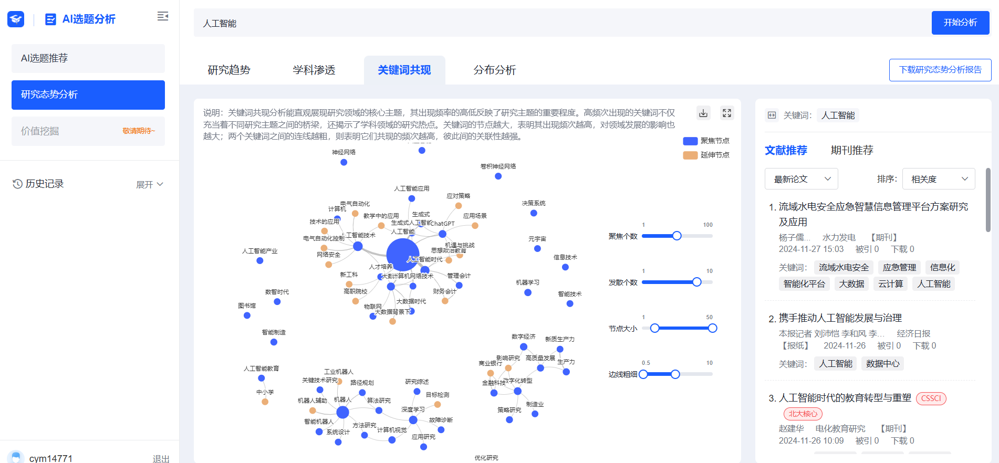 AI选题分析
AI选题推荐
研究态势分析
价值挖掘
敬请期待~
历史记录
展开
cym14771
退出
人工智能
开始分析
研究趋势
学科渗透
关键词共现
分布分析
下载研究态势分析报告
说明：关键词共现分析能直观展现研究领域的核心主题，其出现频率的高低反映了研究主题的重要程度。高频次出现的关键词不仅
充当着不同研究主题之间的桥梁，还揭示了学科领域的研究热点。关键词的节点越大，表明其出现频次越高，对领域发展的影响也
越大；两个关键词之间的连线越粗，则表明它们共现的频次越高，彼此间的关联性越强。
聚焦节点
延伸节点
神经网络
卷积神经网络
人工智能应用
应对策略
决策系统
电气自动化
计算机
教学中的应用
生成式
应用场景
技术的应用
生成式人工智能
ChatGPT
人工智能
电气自动化控制
工智能技术
机遇与挑战
思想政治教育
元宇宙
人工智能产业
网络安全
人工智能时代
信息技术
人才培养
新工科
大数据
计算机网络技术
管理会计
机器学习
高职院校
财务会计
数智时代
智能技术
大数据时代
图书馆
物联网
大数据背景下
智能制造
数字经济
新质生产力
人工智能教育
影响研究
高质量发展
生产力
商业银行
工业机器人
关键技术研究
路径规划
研究综述
金融科技
数字化转型
中小学
目标检测
机器人辅助
机器人
算法研究
深度学习
制造业
策略研究
智能机器人
方法研究
故障诊断
系统设计
计算机视觉
应用研究
优化研究
1
100
聚焦个数
1
10
发散个数
1
50
节点大小
0.5
10
边线粗细
关键词：
人工智能
文献推荐
期刊推荐
最新论文
排序：
相关度
1. 流域水电安全应急智慧信息管理平台方案研究
及应用
杨子儒... 水力发电 【期刊】
2024-11-27 15:03 被引 0 下载 0
关键词： 流域水电安全 应急管理 信息化
智能化平台 大数据 云计算 人工智能
2. 携手推动人工智能发展与治理
本报记者 刘沛恺 李和风 李... 经济日报
【报纸】 2024-11-26 被引 0 下载 0
关键词： 人工智能 数据中心
3. 人工智能时代的教育转型与重塑 CSSCI
北大核心
赵建华 电化教育研究 【期刊】
2024-11-26 10:09 被引 0 下载 0